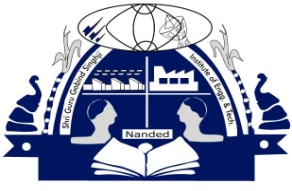 Shri Guru Gobind Singhji
Institute of Engg. & Tech.
Nanded